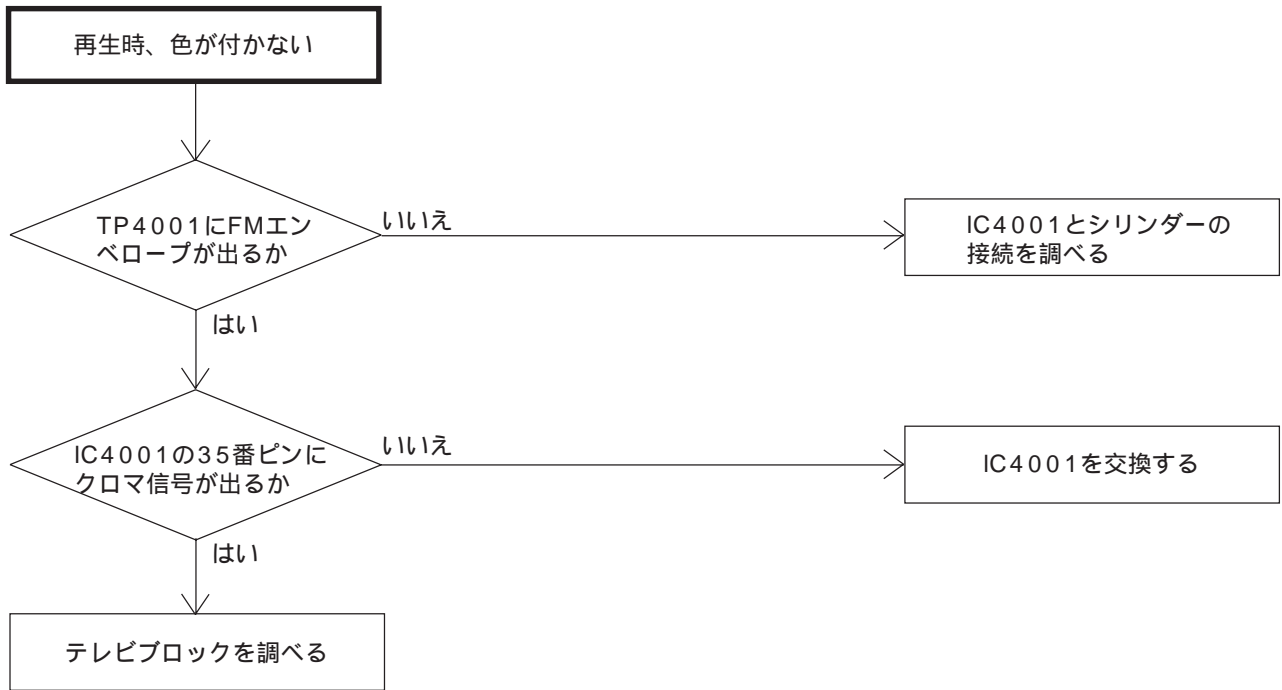 再生時、色が付かない
TP4001にFMエン
ベロープが出るか
いいえ
IC4001とシリンダーの
接続を調べる
はい
IC4001の35番ピンに
クロマ信号が出るか
いいえ
IC4001を交換する
はい
テレビブロックを調べる